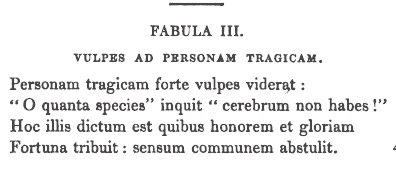 FABULA III.
VULPES AD PERSONAM TRAGICAM.
Personam tragicam forte vulpes viderat :
“ O quanta species” inquit “ cerebrum non habes !”
Hoc illis dictum est quibus honorem et gloriam
Fortuna tribuit : sensum communem abstulit.